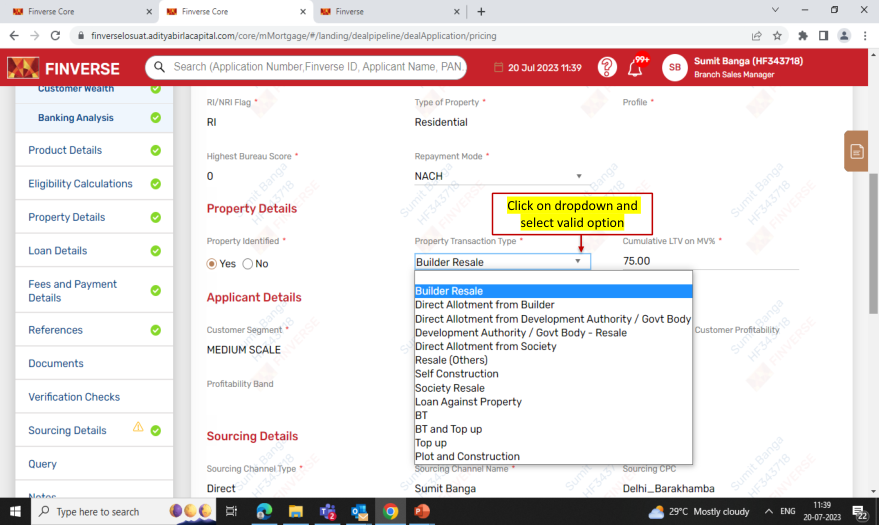 Finverse Core
Finverse Core
Finverse
finverselosuat.adityabirlacapital.com/core/mMortgage/#/landing/dealpipeline/dealApplication/pricing
FINVERSE
Search (Application Number,Finverse ID, Applicant Name, PAN
20 Jul 2023 11:39
99+
SB
Sumit Banga (HF343718)
Branch Sales Manager
Customer Wealth
Banking Analysis
Product Details
Eligibility Calculations
Property Details
Loan Details
Fees and Payment
Details
References
Documents
Verification Checks
Sourcing Details
Query
Notes
RI/NRI Flag *
RI
Type of Property *
Residential
Profile *
Highest Bureau Score *
0
Repayment Mode *
NACH
Property Details
Click on dropdown and
select valid option
Property Identified *
Yes No
Property Transaction Type *
Builder Resale
Cumulative LTV on MV% *
75.00
Builder Resale
Direct Allotment from Builder
Direct Allotment from Development Authority / Govt Body
Development Authority / Govt Body - Resale
Direct Allotment from Society
Resale (Others)
Self Construction
Society Resale
Loan Against Property
BT
BT and Top up
Top up
Plot and Construction
Applicant Details
Customer Segment *
MEDIUM SCALE
Customer Profitability
Profitability Band
Sourcing Details
Sourcing Channel Type *
Direct
Sourcing Channel Name *
Sumit Banga
Sourcing CPC
Delhi_Barakhamba
Sumit Banga
HF343718
FINVERSE
Type here to search
29°C Mostly cloudy
ENG
11:39
20-07-2023
22